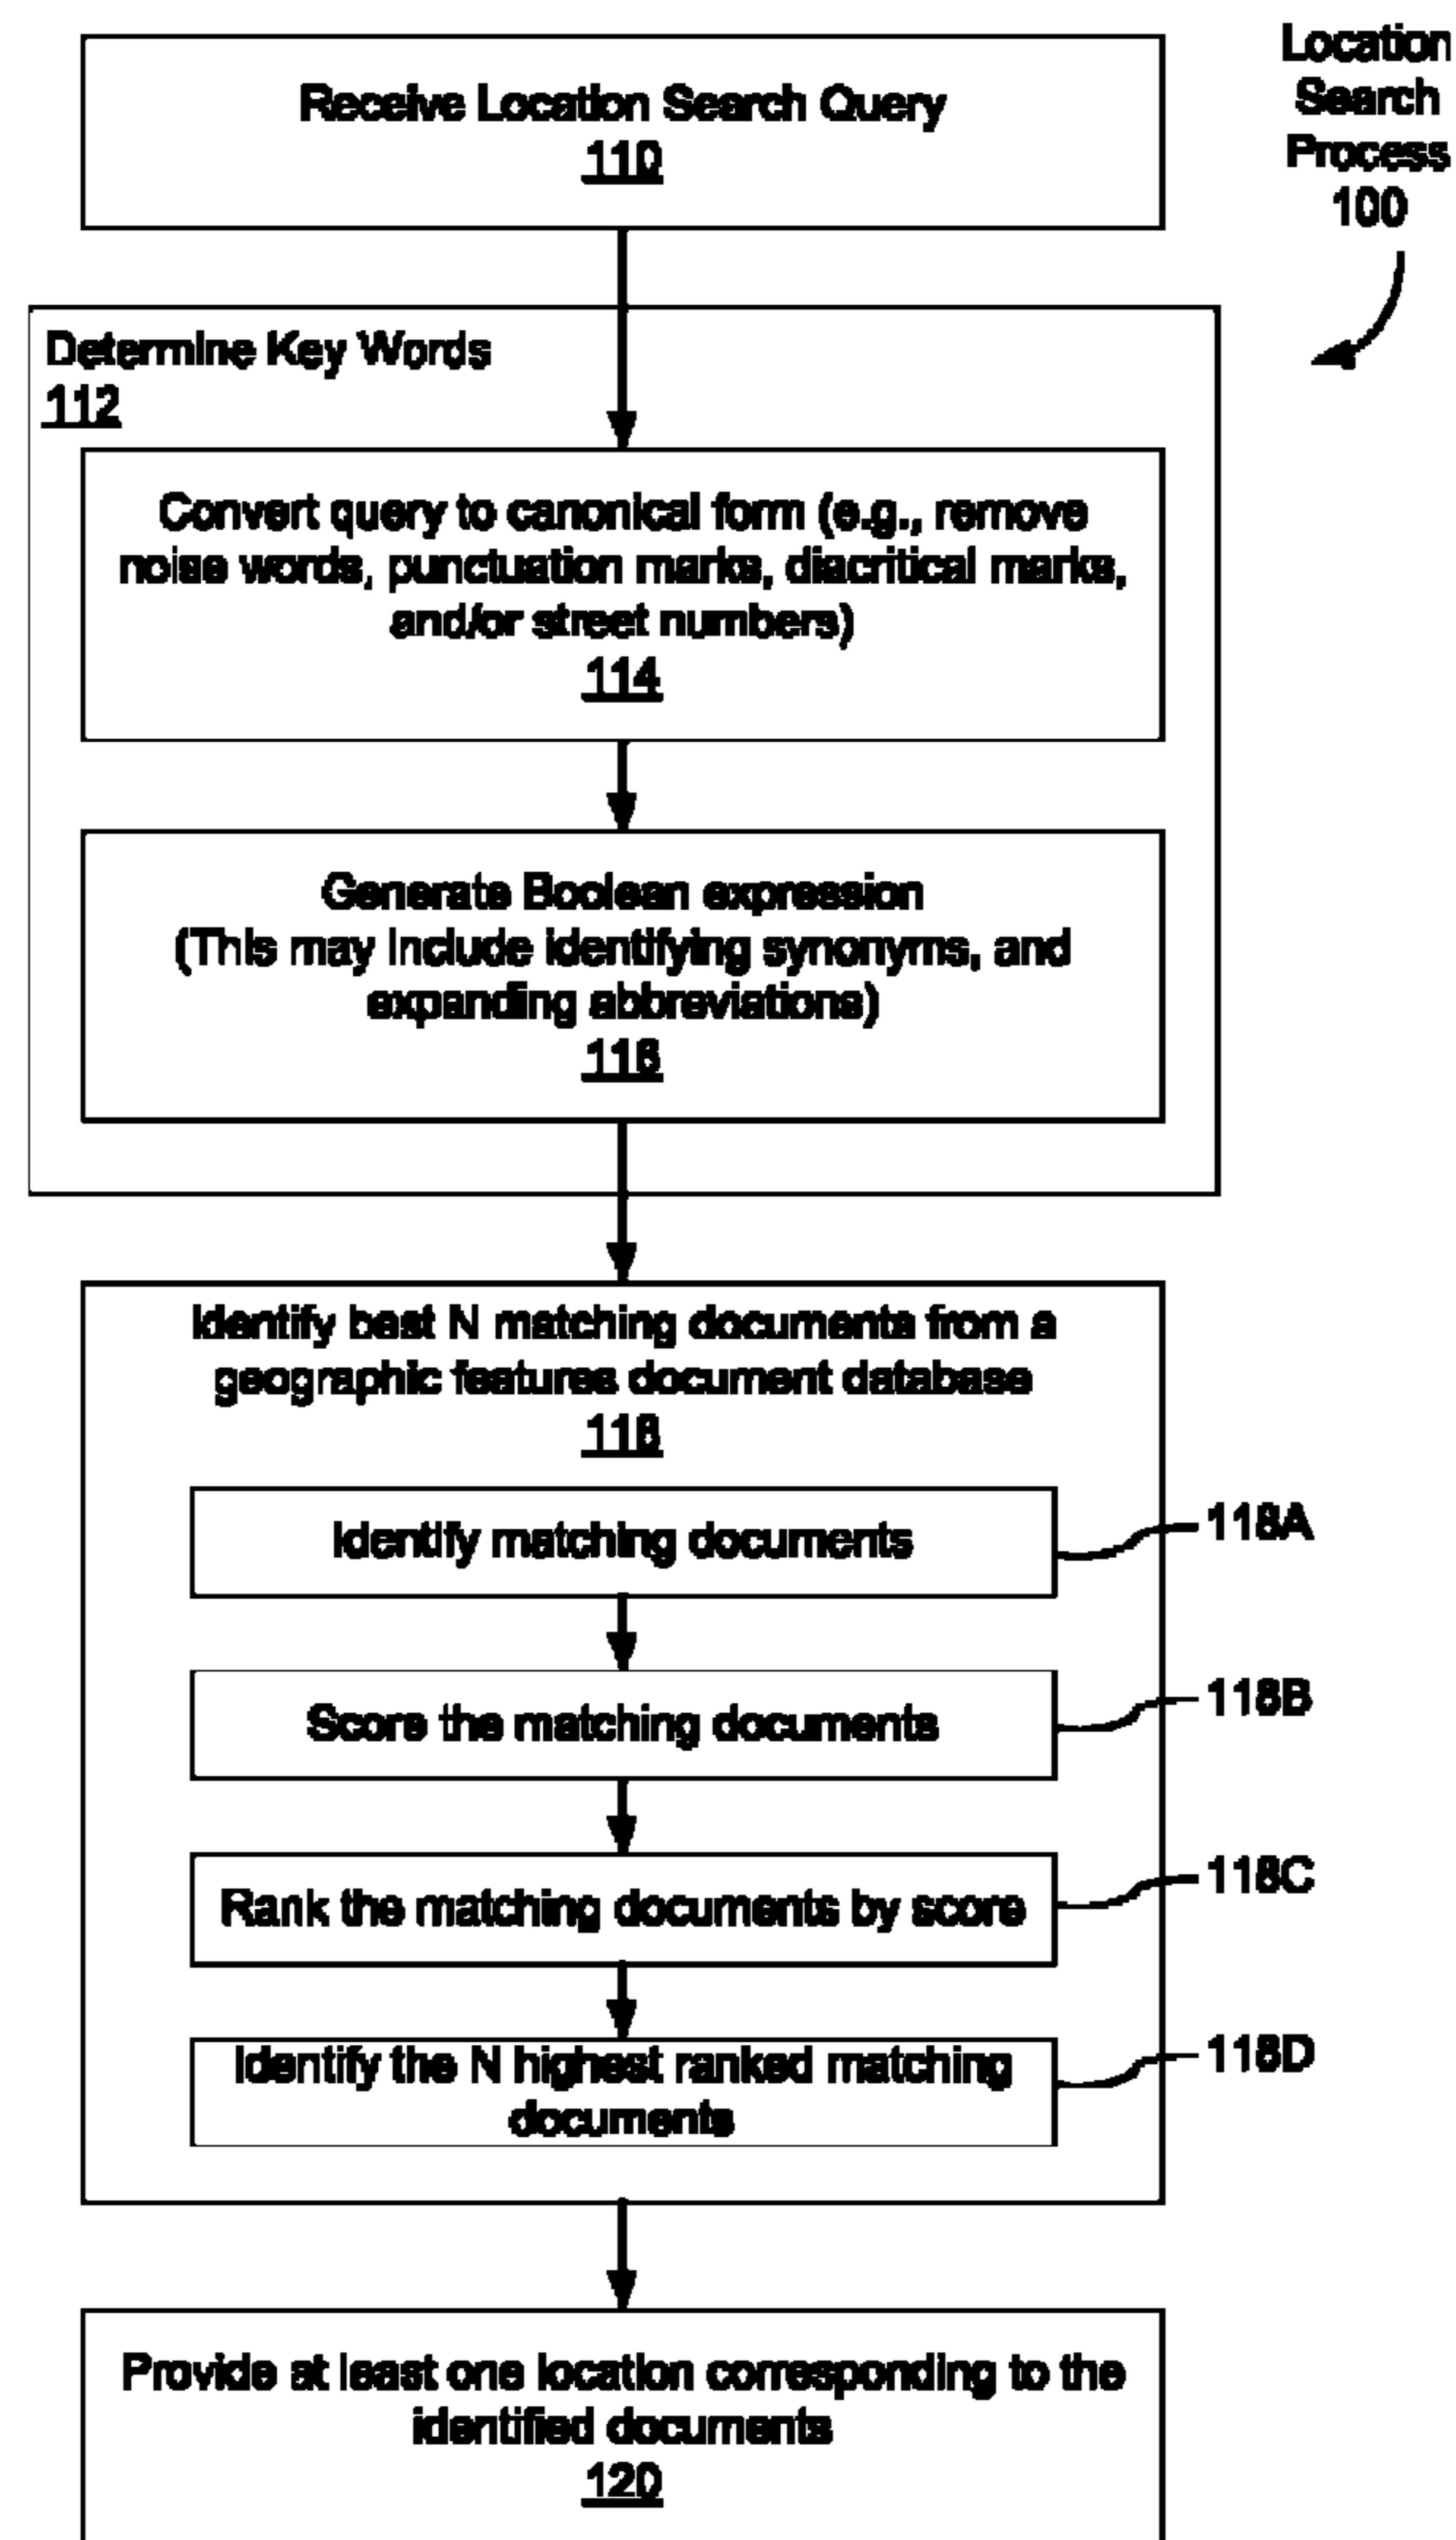 Location
Search
Process
100
Receive Location Search Query
110
Determine Key Words
112
Convert query to canonical form (e.g., remove
noise words, punctuation marks, diacritical marks,
and/or street numbers)
114
Generate Boolean expression
(This may include identifying synonyms, and
expanding abbreviations)
116
Identify best N matching documents from a
geographic features document database
118
Identify matching documents
118A
Score the matching documents
118B
Rank the matching documents by score
118C
Identify the N highest ranked matching
documents
118D
Provide at least one location corresponding to the
identified documents
120